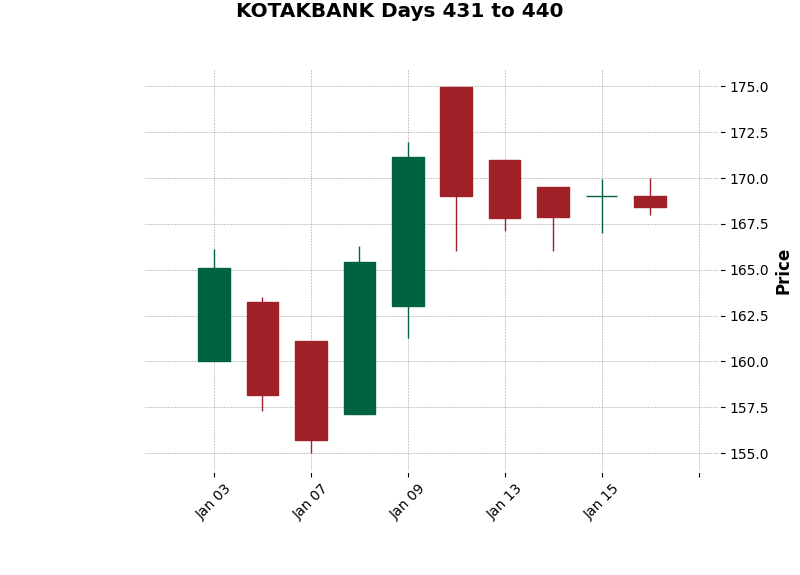 KOTAKBANK Days 431 to 440
175.0
172.5
170.0
167.5
165.0
162.5
160.0
157.5
155.0
Price
Jan 03
Jan 07
Jan 09
Jan 13
Jan 15